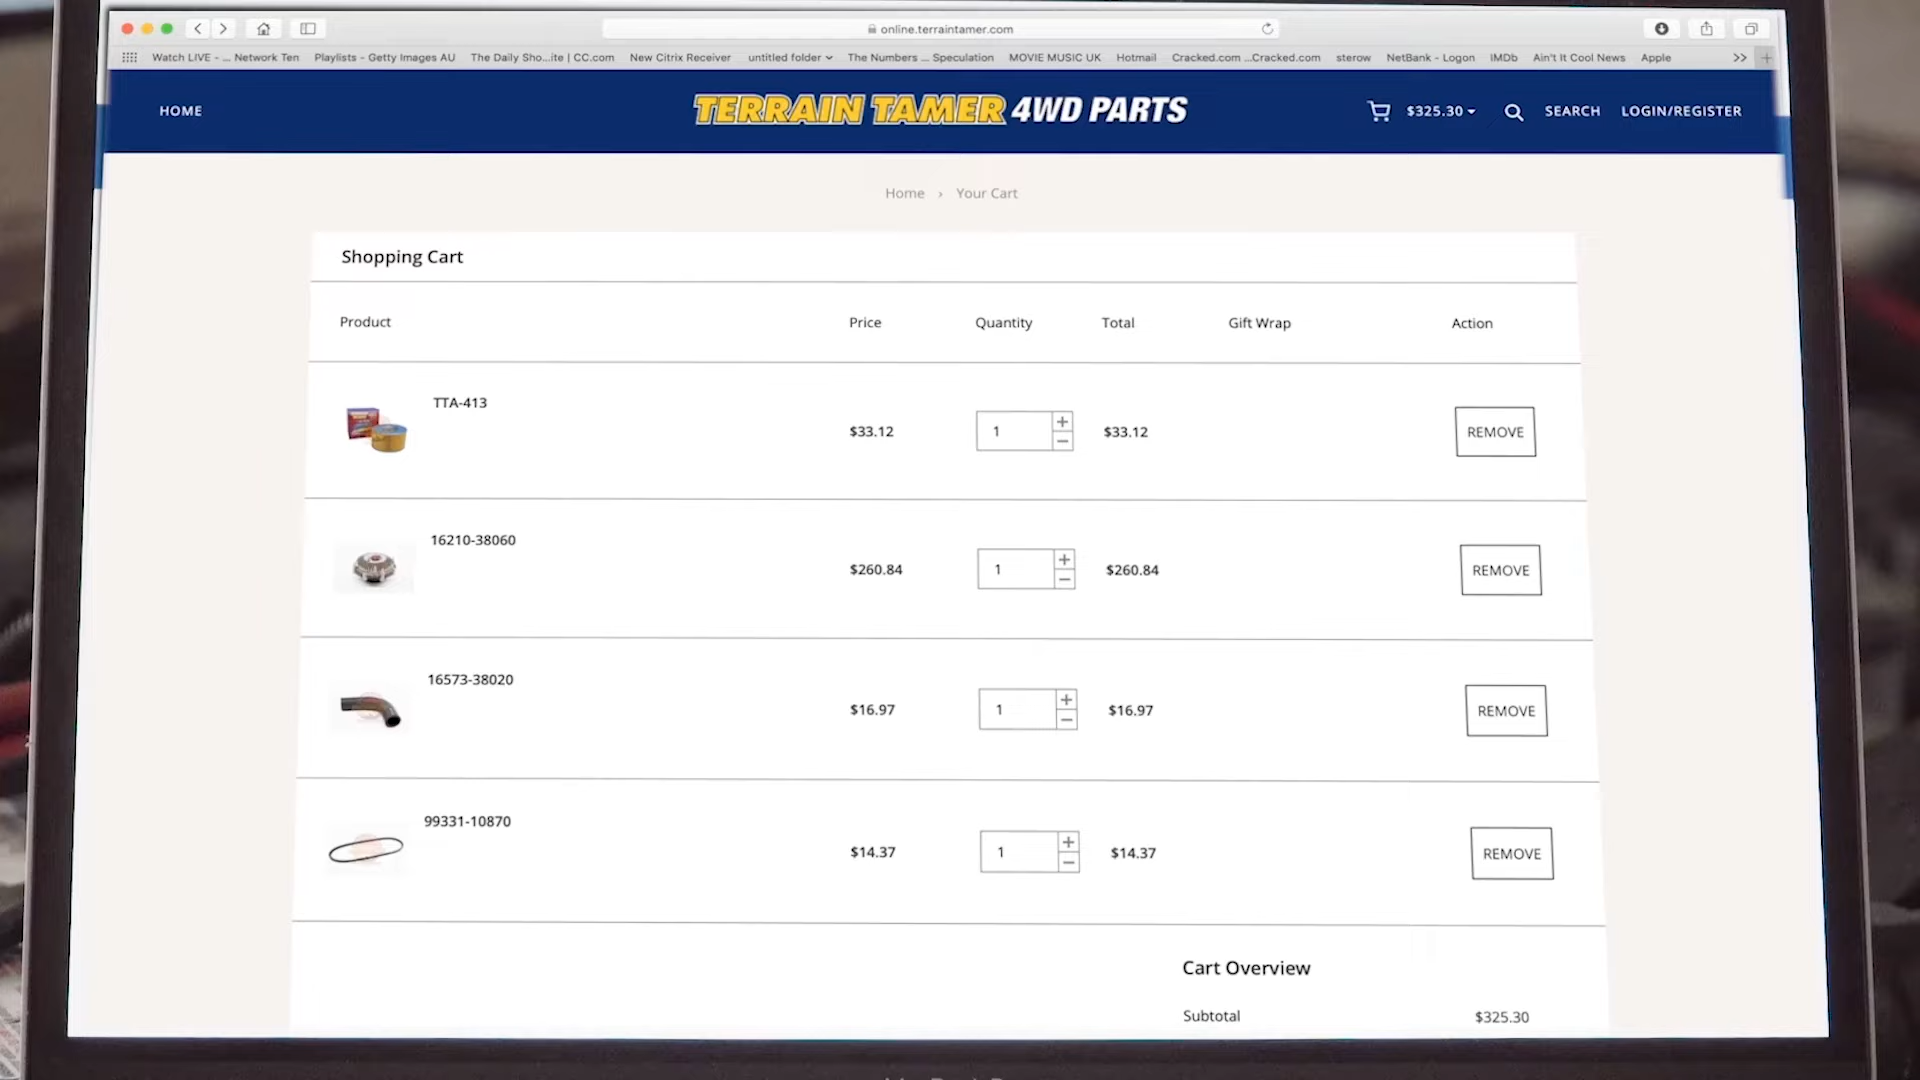 online.terraintamer.com
Watch LIVE - ... Network Ten Playlists - Getty Images AU The Daily Sho...ite | CC.com New Citrix Receiver untitled folder The Numbers ... Speculation MOVIE MUSIC UK Hotmail Cracked.com ...Cracked.com sterow NetBank - Logon IMDb Ain't It Cool News Apple >>
HOME TERRAIN TAMER 4WD PARTS $325.30 SEARCH LOGIN/REGISTER
Home › Your Cart
Shopping Cart
Product Price Quantity Total Gift Wrap Action
TTA-413
$33.12 1 + − $33.12 REMOVE
16210-38060
$260.84 1 + − $260.84 REMOVE
16573-38020
$16.97 1 + − $16.97 REMOVE
99331-10870
$14.37 1 + − $14.37 REMOVE
Cart Overview
Subtotal $325.30